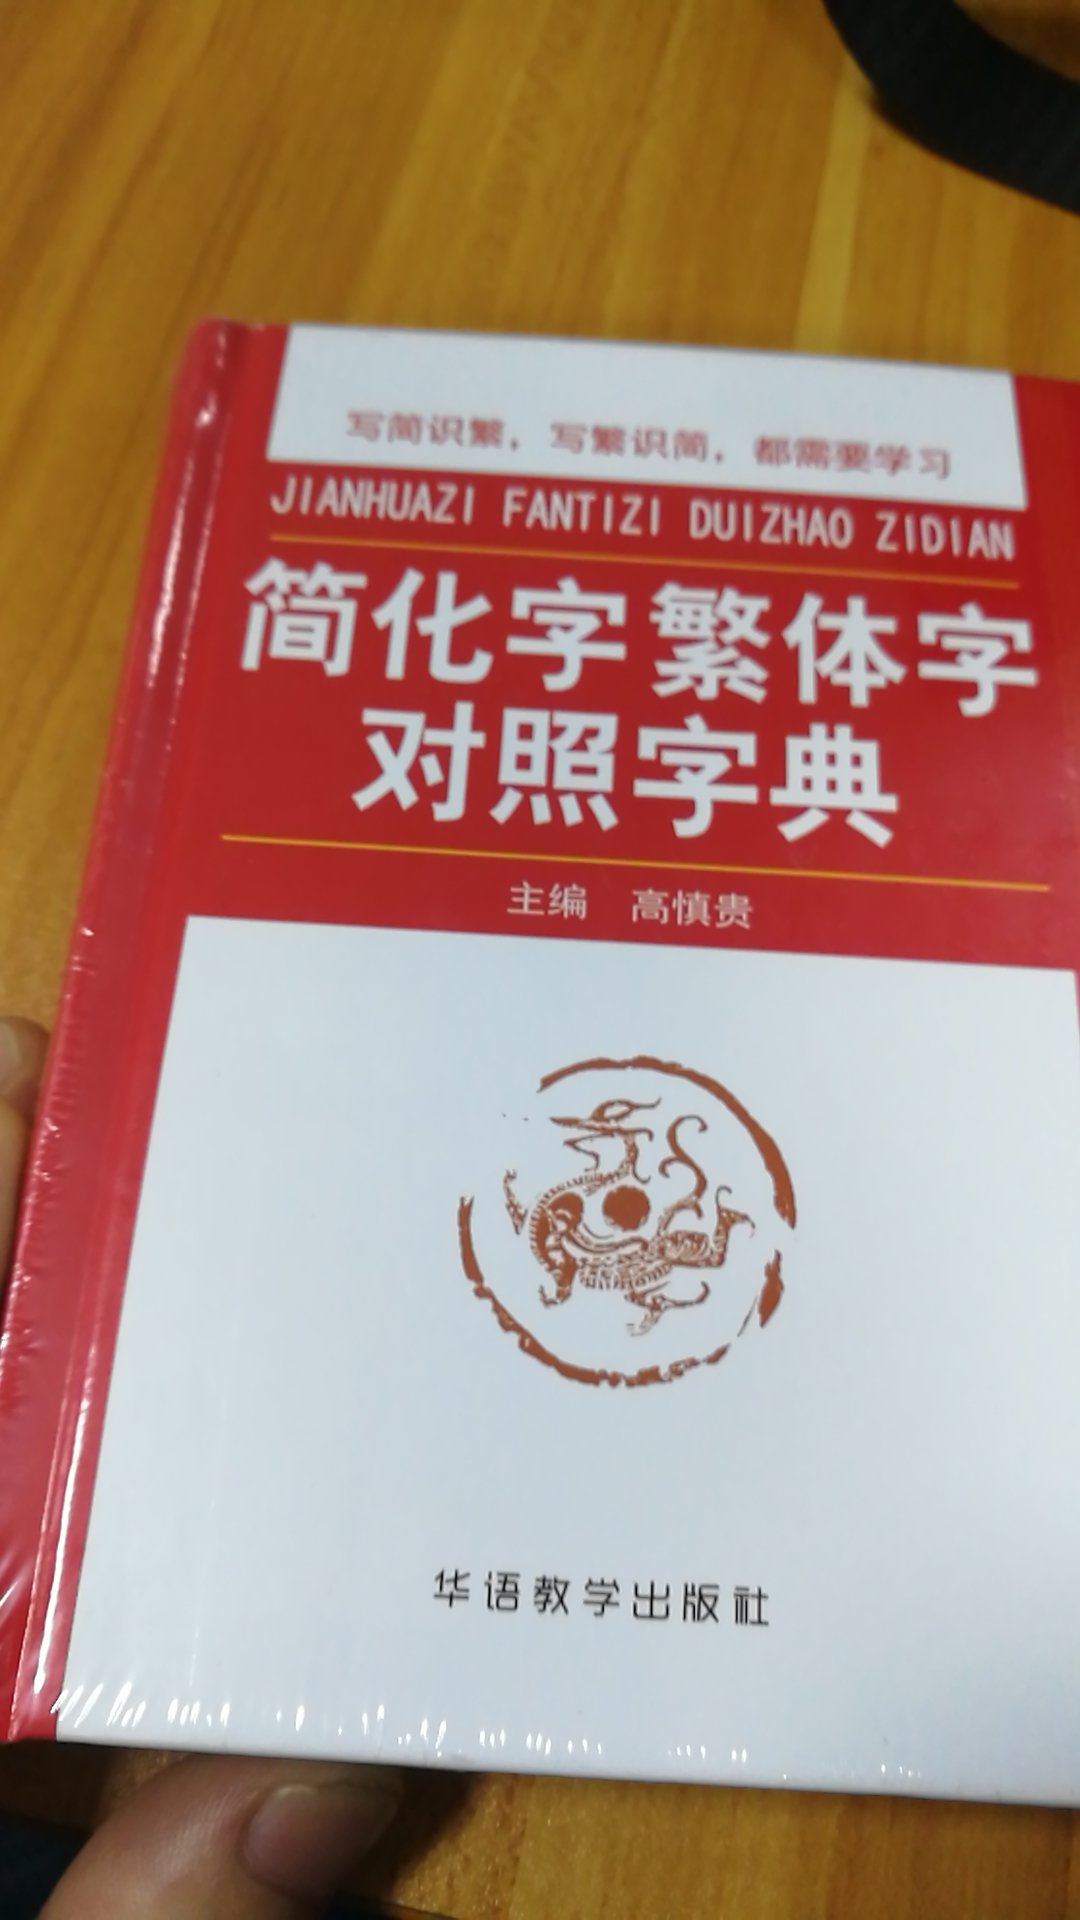 写简识繁，写繁识简，都需要学习
JIANHUAZI FANTIZI DUIZHAO ZIDIAN
简化字繁体字
对照字典
主编 高慎贵
华语教学出版社